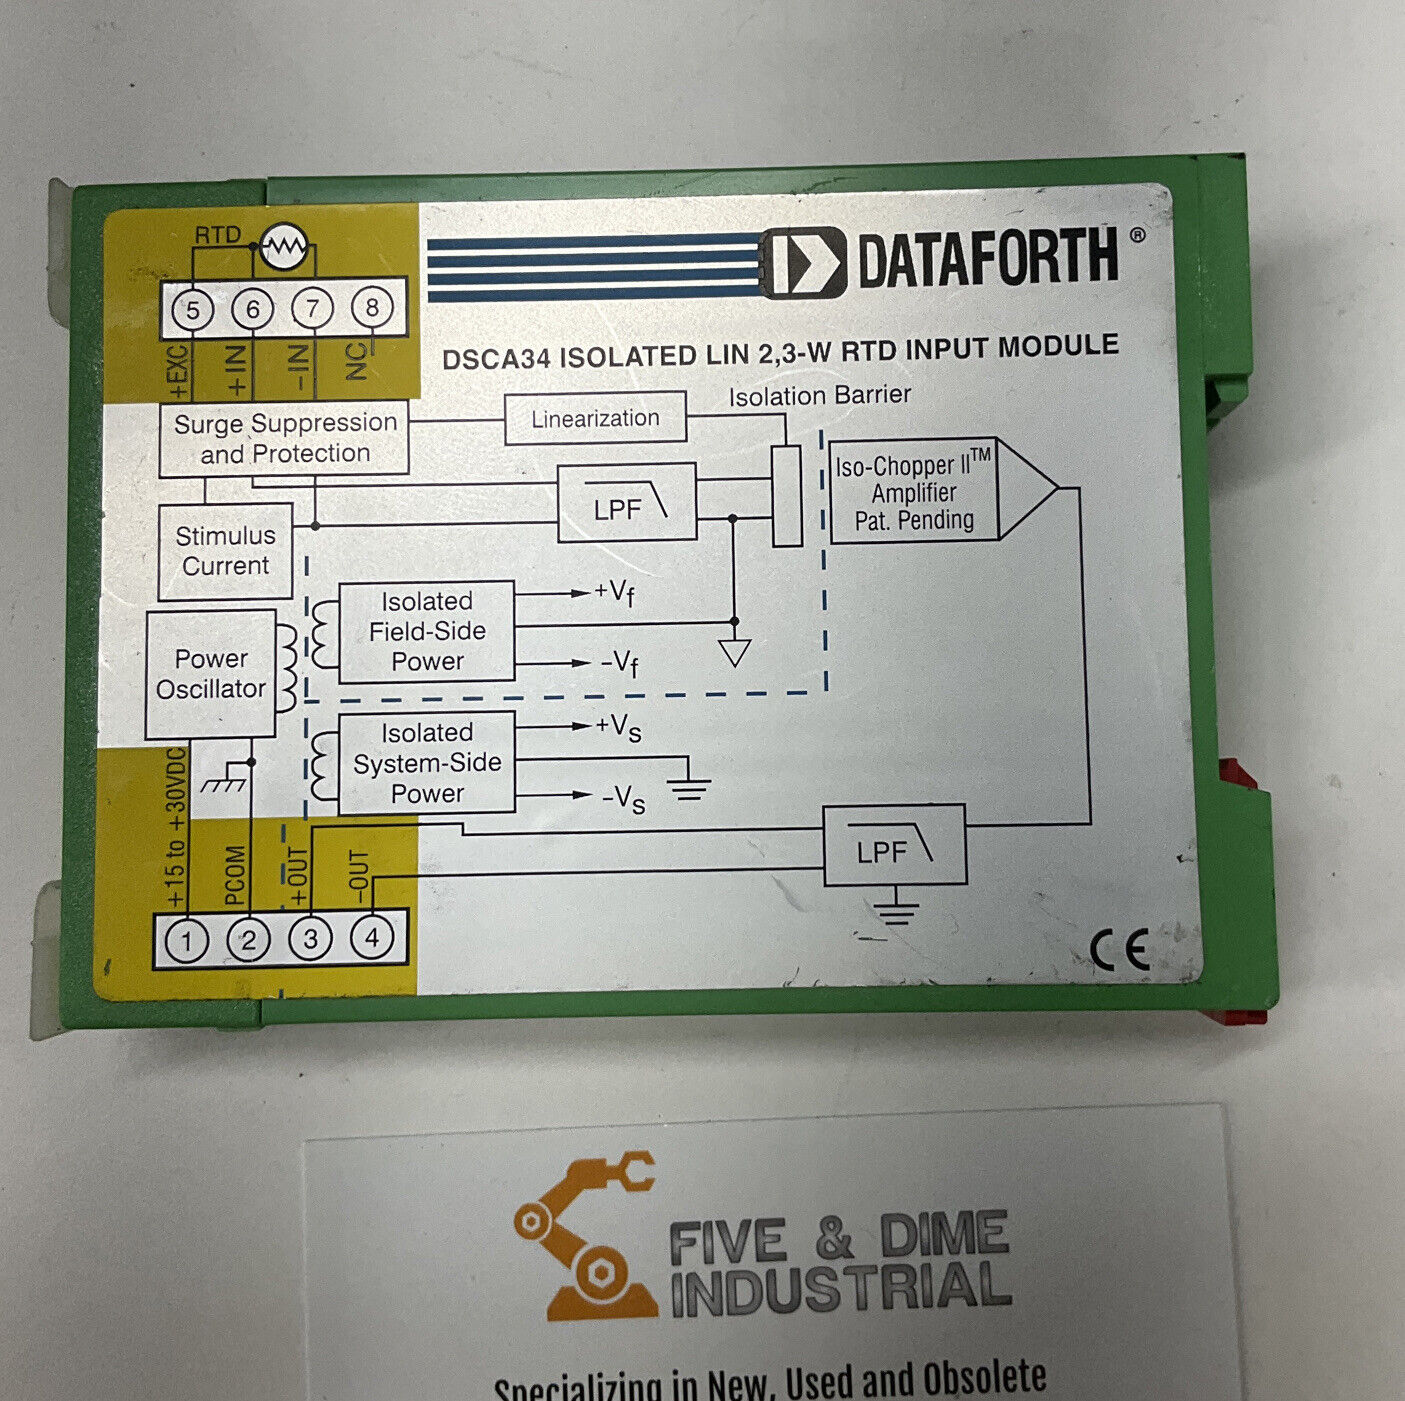 RTD
5 6 7 8
+EXC
+IN
−IN
NC
DATAFORTH®
DSCA34 ISOLATED LIN 2,3-W RTD INPUT MODULE
Isolation Barrier
Surge Suppression
and Protection
Linearization
LPF
Iso-Chopper II™
Amplifier
Pat. Pending
Stimulus
Current
Isolated
Field-Side
Power
+Vf
−Vf
Power
Oscillator
Isolated
System-Side
Power
+Vs
−Vs
LPF
+15 to +30VDC
PCOM
+OUT
−OUT
1 2 3 4
CE
FIVE & DIME
INDUSTRIAL
Specializing in New, Used and Obsolete